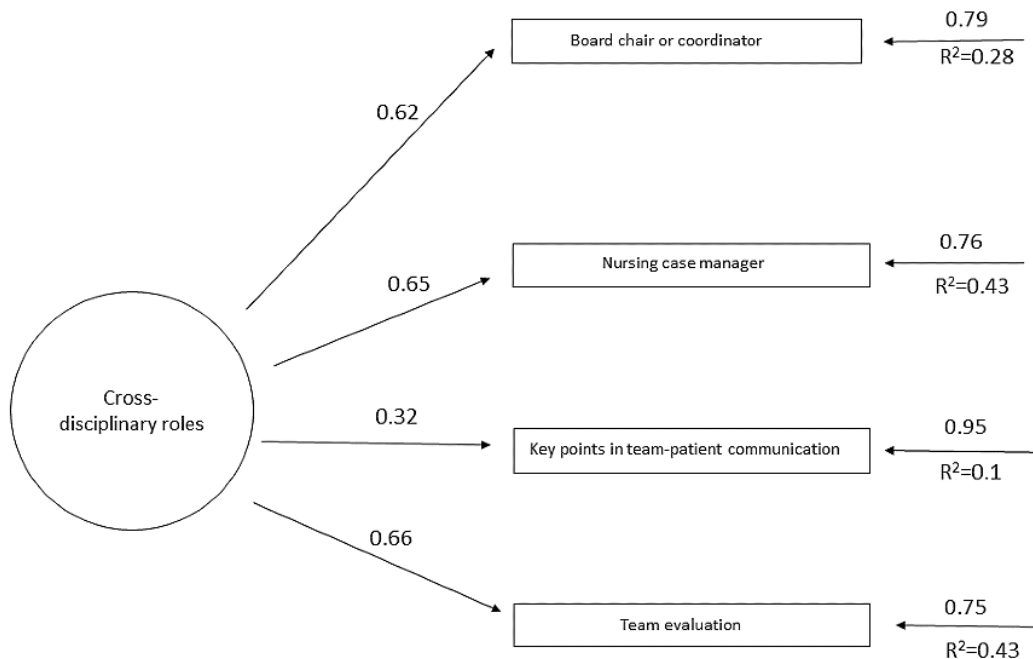 0.79
Board chair or coordinator
R²=0.28
0.62
0.76
Nursing case manager
0.65
R²=0.43
Cross-
disciplinary roles
0.32
0.95
Key points in team-patient communication
R²=0.1
0.66
0.75
Team evaluation
R²=0.43